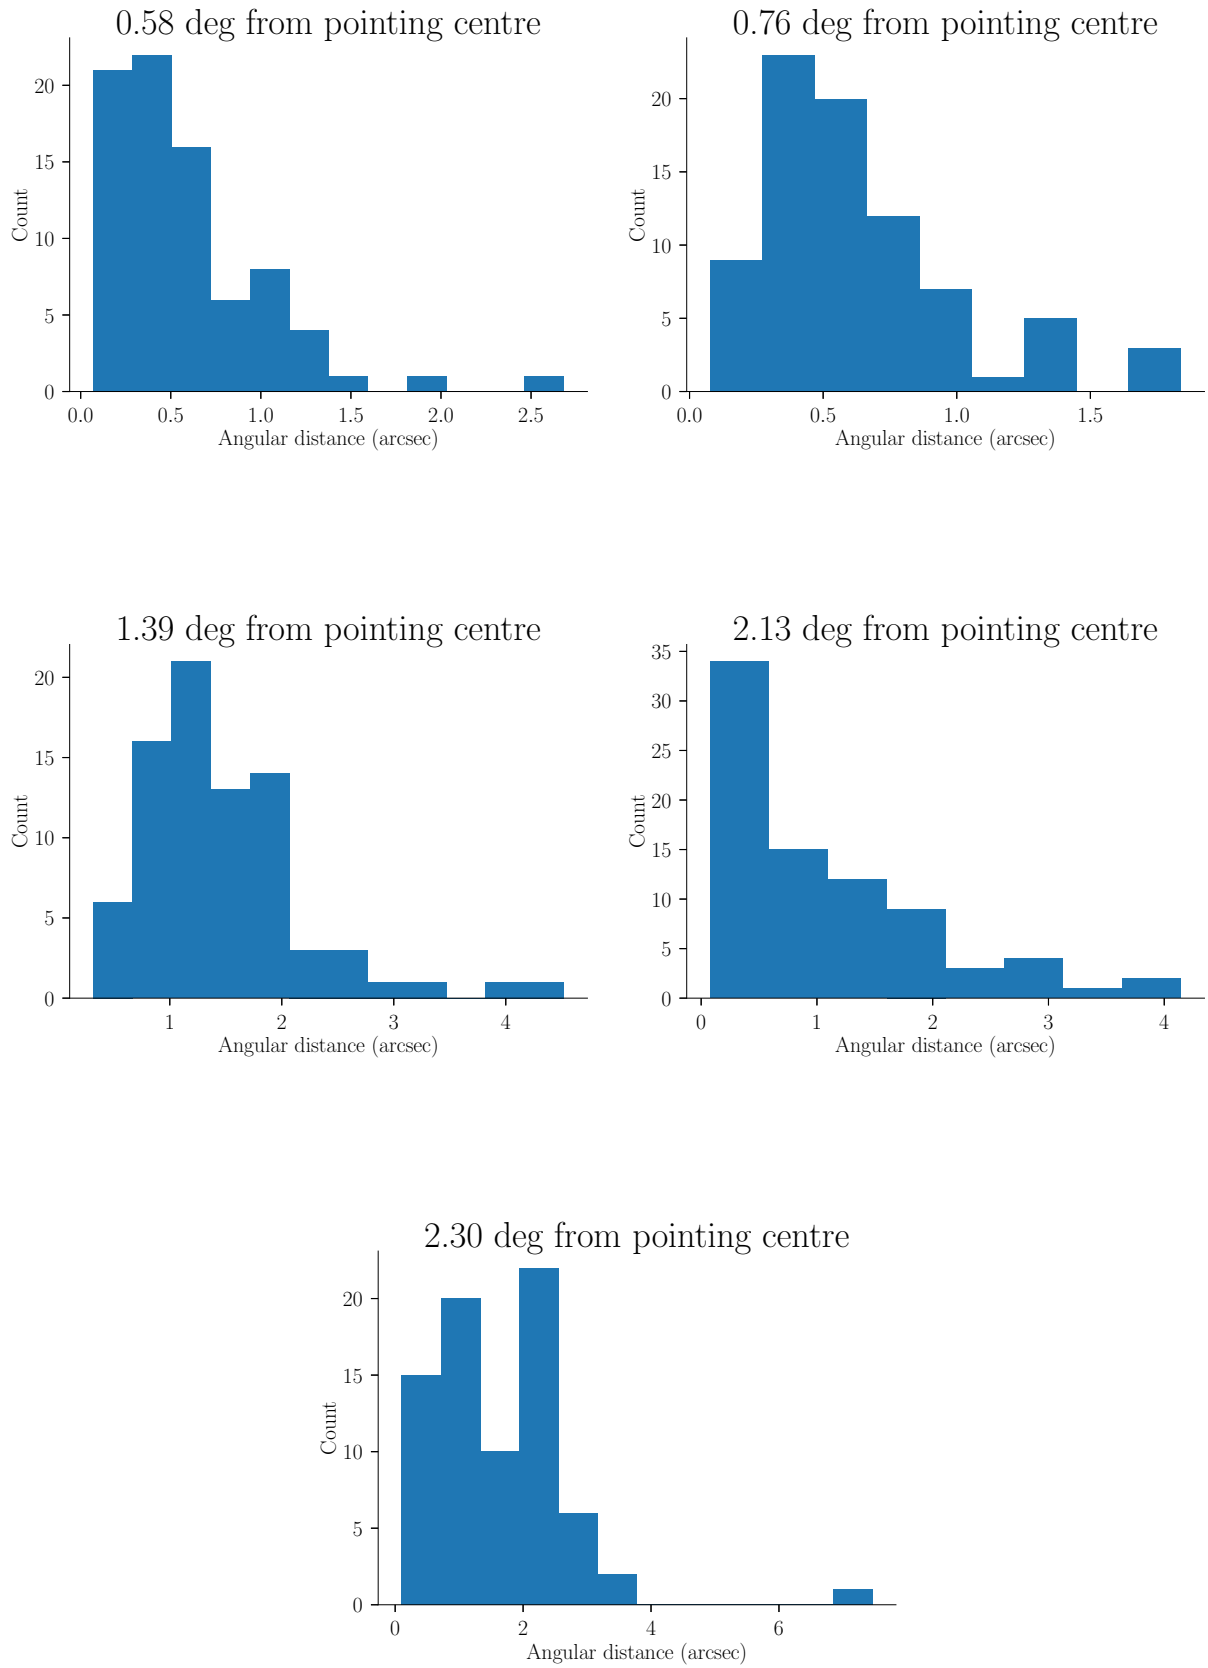 0.58 deg from pointing centre
20
15
10
5
0
Count
0.0 0.5 1.0 1.5 2.0 2.5
Angular distance (arcsec)
0.76 deg from pointing centre
20
15
10
5
0
Count
0.0 0.5 1.0 1.5
Angular distance (arcsec)
1.39 deg from pointing centre
20
15
10
5
0
Count
1 2 3 4
Angular distance (arcsec)
2.13 deg from pointing centre
35
30
25
20
15
10
5
0
Count
0 1 2 3 4
Angular distance (arcsec)
2.30 deg from pointing centre
20
15
10
5
0
Count
0 2 4 6
Angular distance (arcsec)